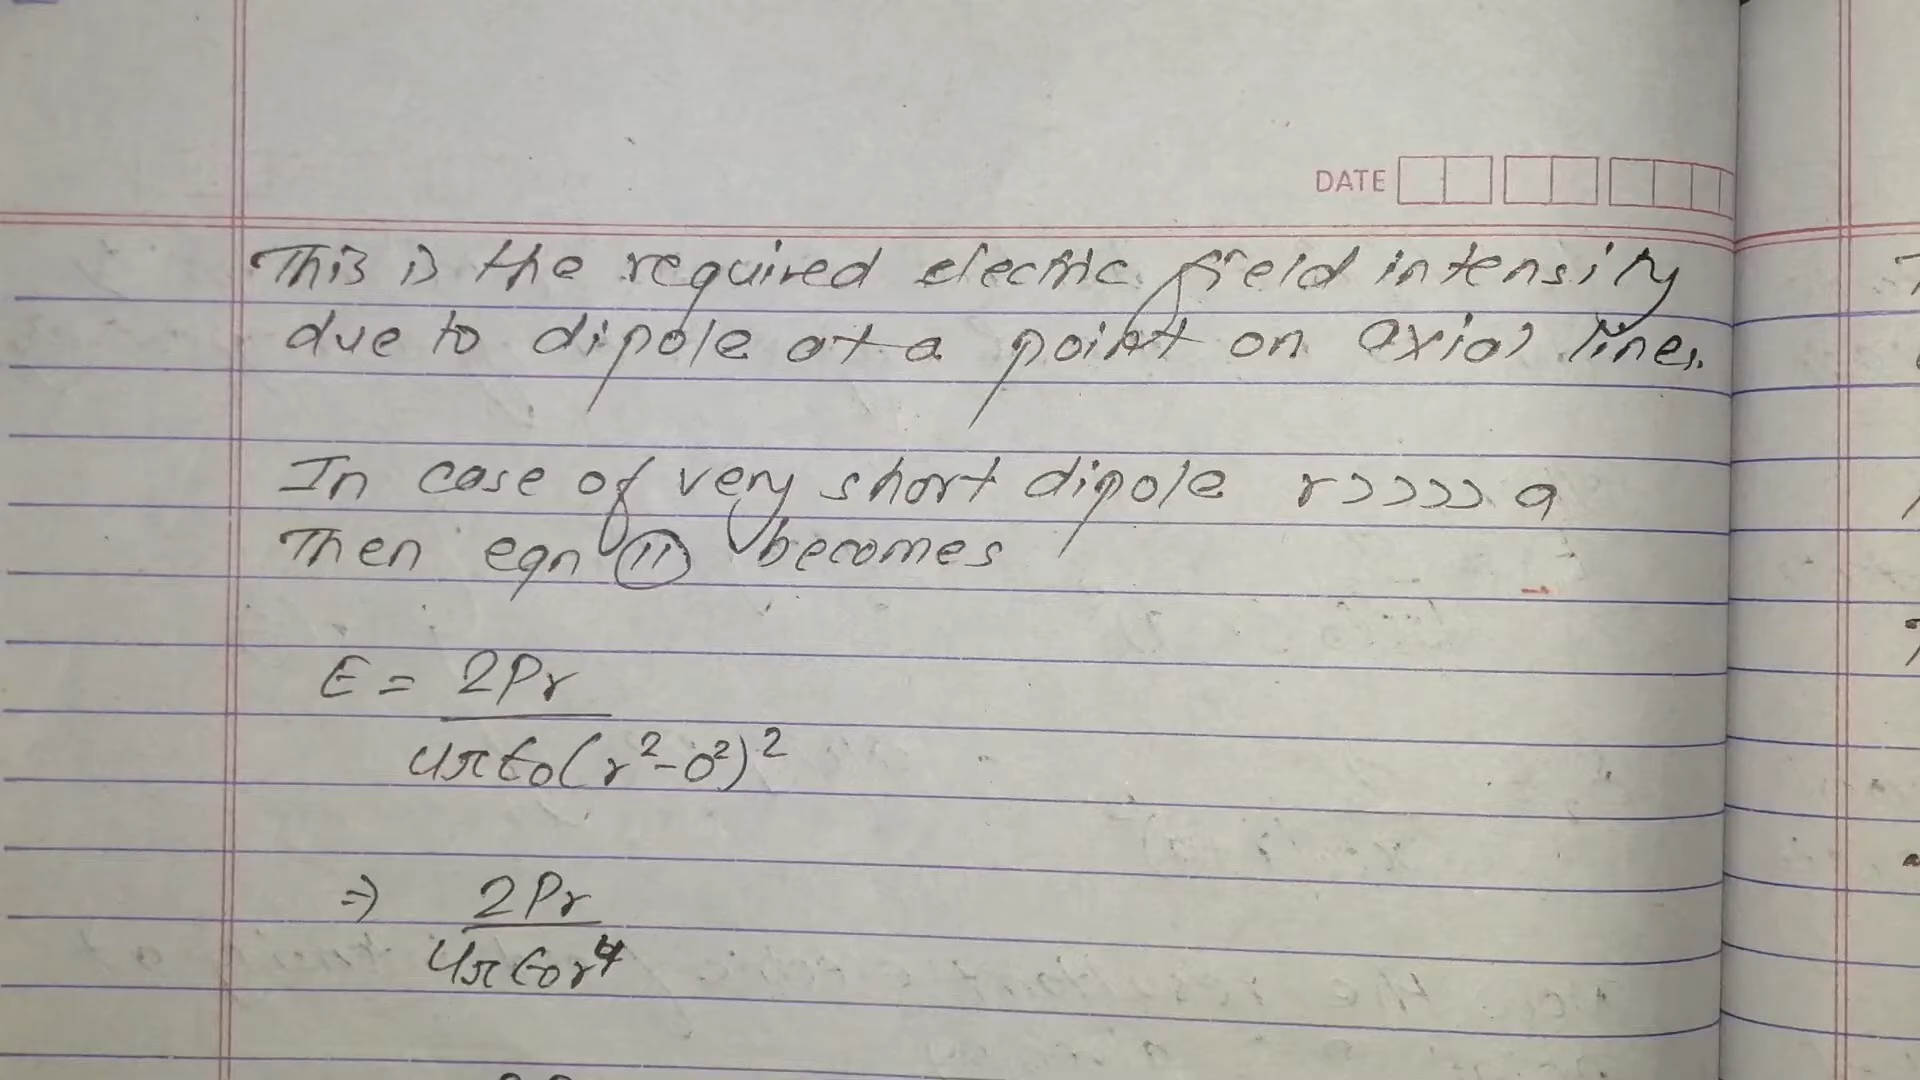 DATE
This is the required electric field intensity
due to dipole at a point on axial lines.
In case of very short dipole r>>>> a
Then eqn (11) becomes
E = 2Pr
4πε0(r²-0²)²
⇒ 2Pr
4πε0r⁴